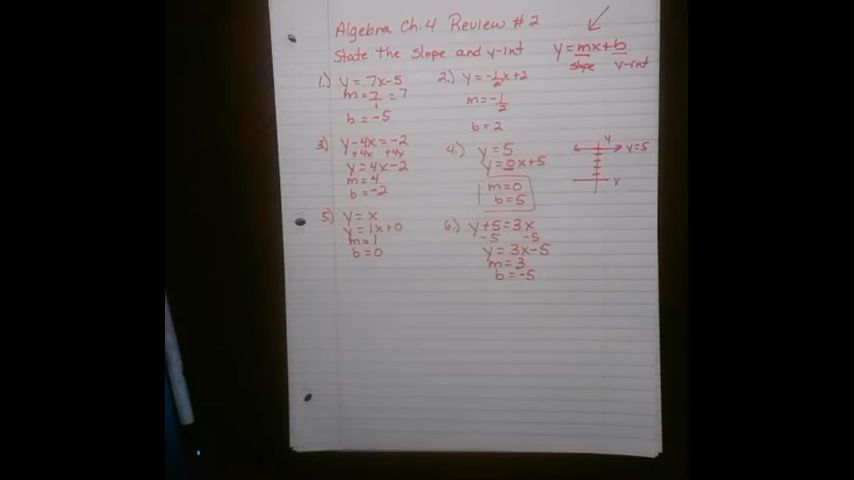 Algebra Ch. 4 Review #2
State the slope and y-int
y = mx + b
slope y-int
1.) y = 7x - 5
m = 7/1 = 7
b = -5
2.) y = -1/2x + 2
m = -1/2
b = 2
3) y - 4x = -2
+4x +4x
y = 4x - 2
m = 4
b = -2
4.) y = 5
y = 0x + 5
m = 0
b = 5
y
y = 5
x
5.) y = x
y = 1x + 0
m = 1
b = 0
6.) y + 5 = 3x
-5 -5
y = 3x - 5
m = 3
b = -5